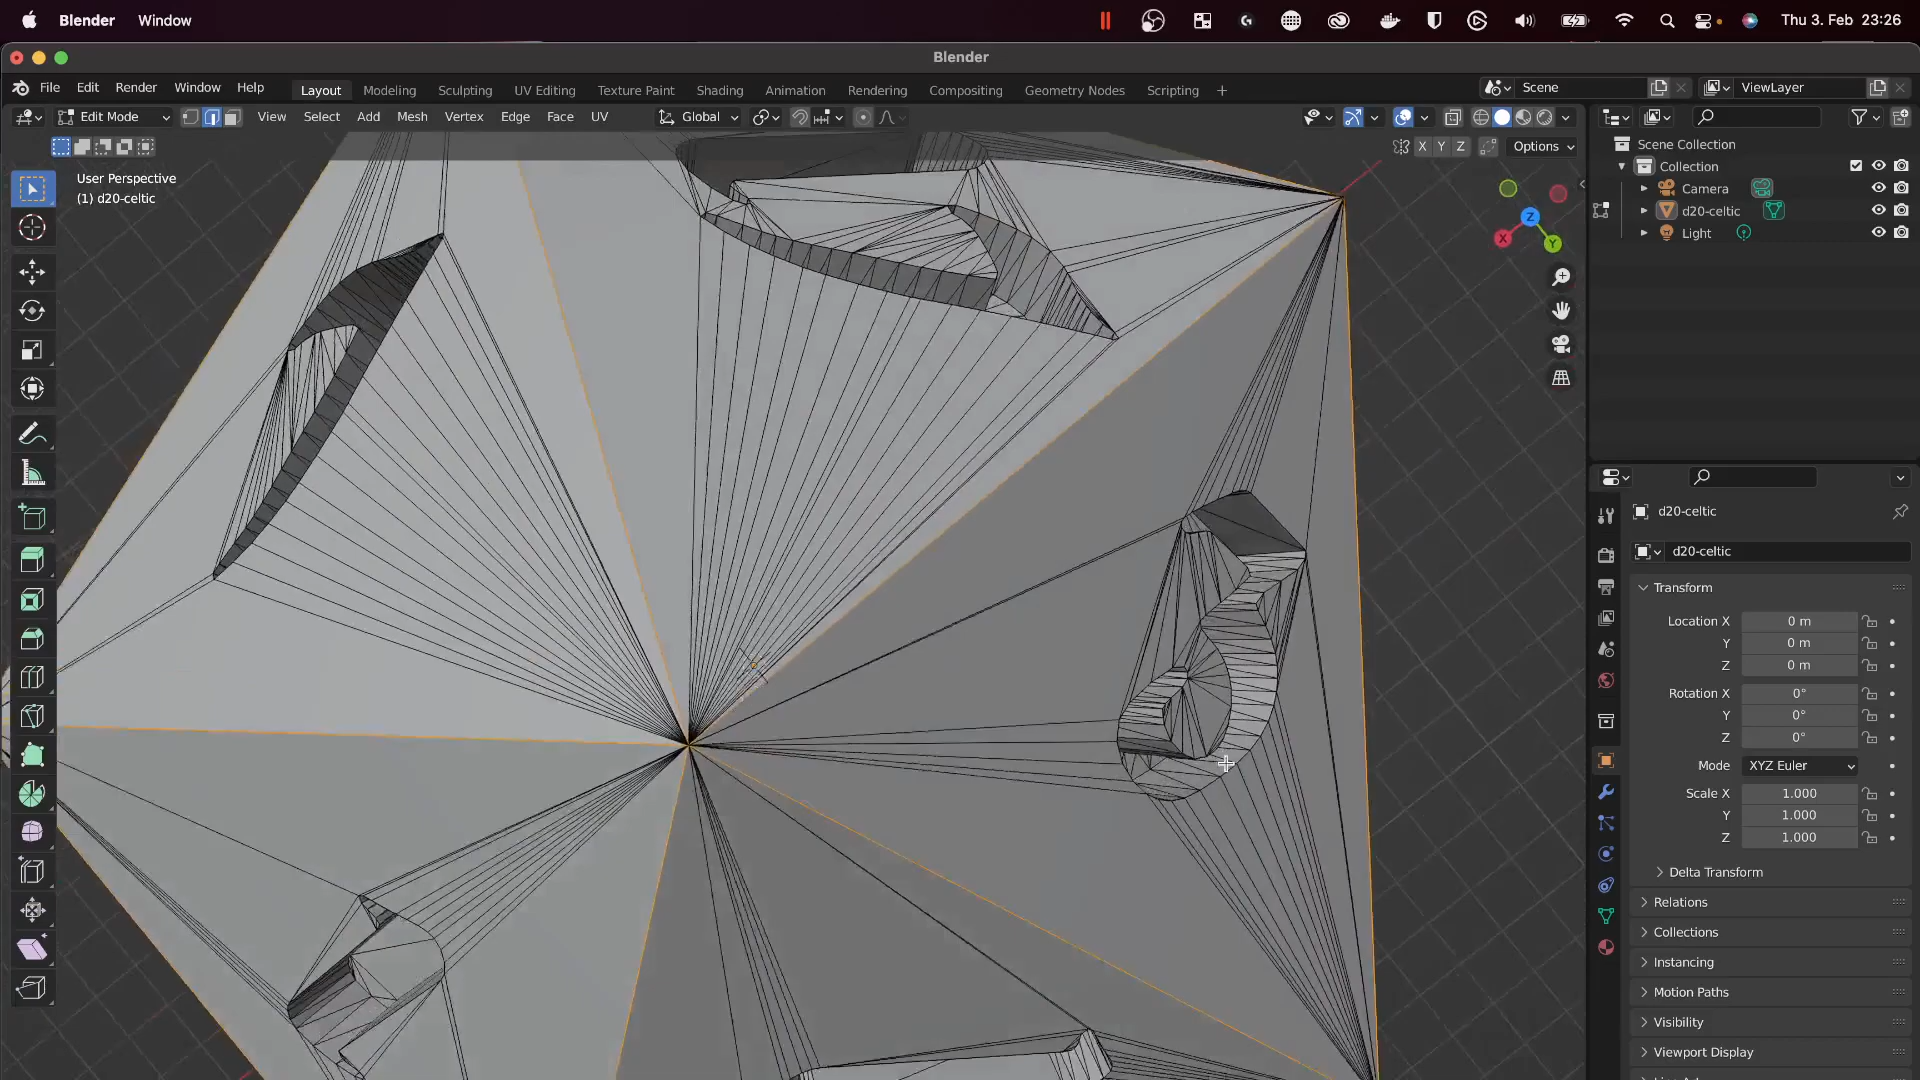 Blender Window Thu 3. Feb 23:26
Blender
File Edit Render Window Help Layout Modeling Sculpting UV Editing Texture Paint Shading Animation Rendering Compositing Geometry Nodes Scripting + Scene ViewLayer
Edit Mode View Select Add Mesh Vertex Edge Face UV Global
X Y Z Options
User Perspective
(1) d20-celtic
Z
X
Y
Scene Collection
Collection
Camera
d20-celtic
Light
d20-celtic
d20-celtic
Transform
Location X 0 m
Y 0 m
Z 0 m
Rotation X 0°
Y 0°
Z 0°
Mode XYZ Euler
Scale X 1.000
Y 1.000
Z 1.000
Delta Transform
Relations
Collections
Instancing
Motion Paths
Visibility
Viewport Display